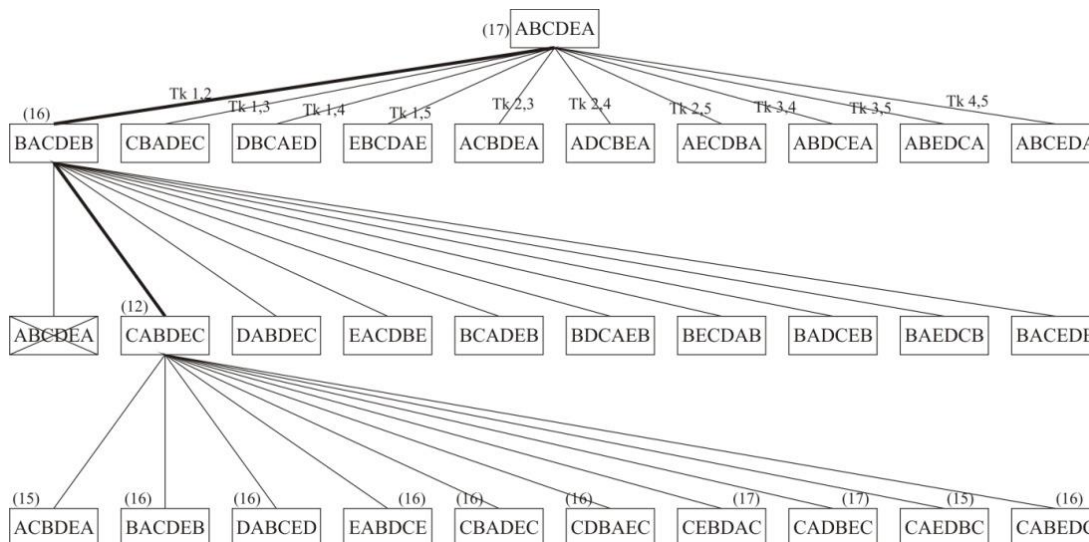 (17) ABCDEA
Tk 1,2 Tk 1,3 Tk 1,4 Tk 1,5 Tk 2,3 Tk 2,4 Tk 2,5 Tk 3,4 Tk 3,5 Tk 4,5
(16)
BACDEB CBADEC DBCAED EBCDAE ACBDEA ADCBEA AECDBA ABDCEA ABEDCA ABCEDA
(12)
ABCDEA CABDEC DABDEC EACDBE BCADEB BDCAEB BECDAB BADCEB BAEDCB
(15) (16) (16) (16) (16) (16) (17) (17) (15) (16)
ACBDEA BACDEB DABCED EABDCE CBADEC CDBAEC CEBDAC CADBEC CAEDBC